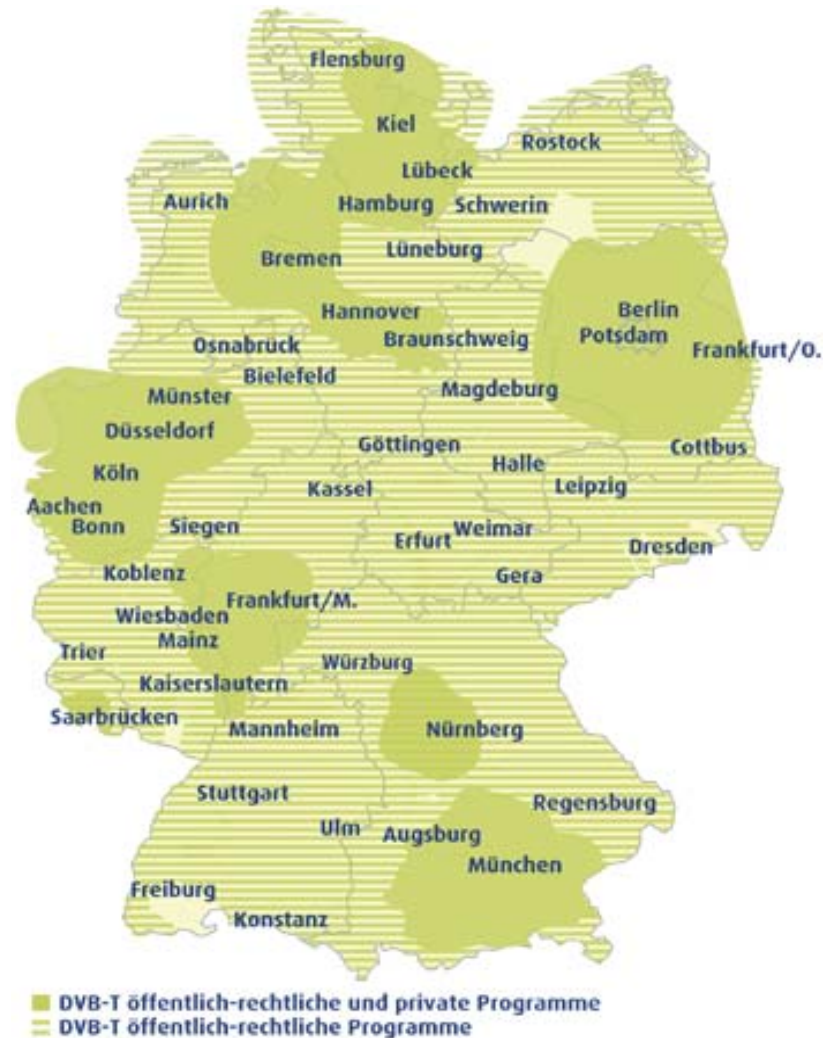 Flensburg
Kiel
Rostock
Lübeck
Aurich
Hamburg
Schwerin
Lüneburg
Bremen
Hannover
Berlin
Braunschweig
Potsdam
Osnabrück
Frankfurt/O.
Bielefeld
Magdeburg
Münster
Düsseldorf
Göttingen
Cottbus
Halle
Köln
Kassel
Leipzig
Aachen
Bonn
Siegen
Weimar
Erfurt
Dresden
Koblenz
Gera
Frankfurt/M.
Wiesbaden
Mainz
Trier
Würzburg
Kaiserslautern
Saarbrücken
Mannheim
Nürnberg
Stuttgart
Regensburg
Ulm
Augsburg
München
Freiburg
Konstanz
DVB-T öffentlich-rechtliche und private Programme
DVB-T öffentlich-rechtliche Programme